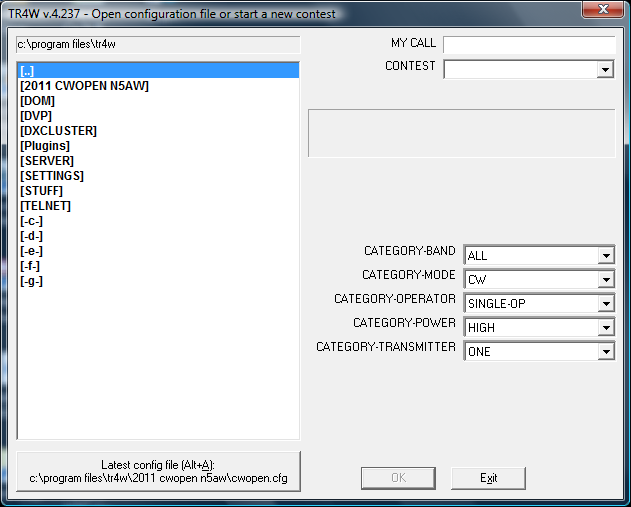 TR4W v.4.237 - Open configuration file or start a new contest
c:\program files\tr4w
[..]
[2011 CWOPEN N5AW]
[DOM]
[DVP]
[DXCLUSTER]
[Plugins]
[SERVER]
[SETTINGS]
[STUFF]
[TELNET]
[-c-]
[-d-]
[-e-]
[-f-]
[-g-]
Latest config file (Alt+A):
c:\program files\tr4w\2011 cwopen n5aw\cwopen.cfg
MY CALL
CONTEST
CATEGORY-BAND ALL
CATEGORY-MODE CW
CATEGORY-OPERATOR SINGLE-OP
CATEGORY-POWER HIGH
CATEGORY-TRANSMITTER ONE
OK Exit